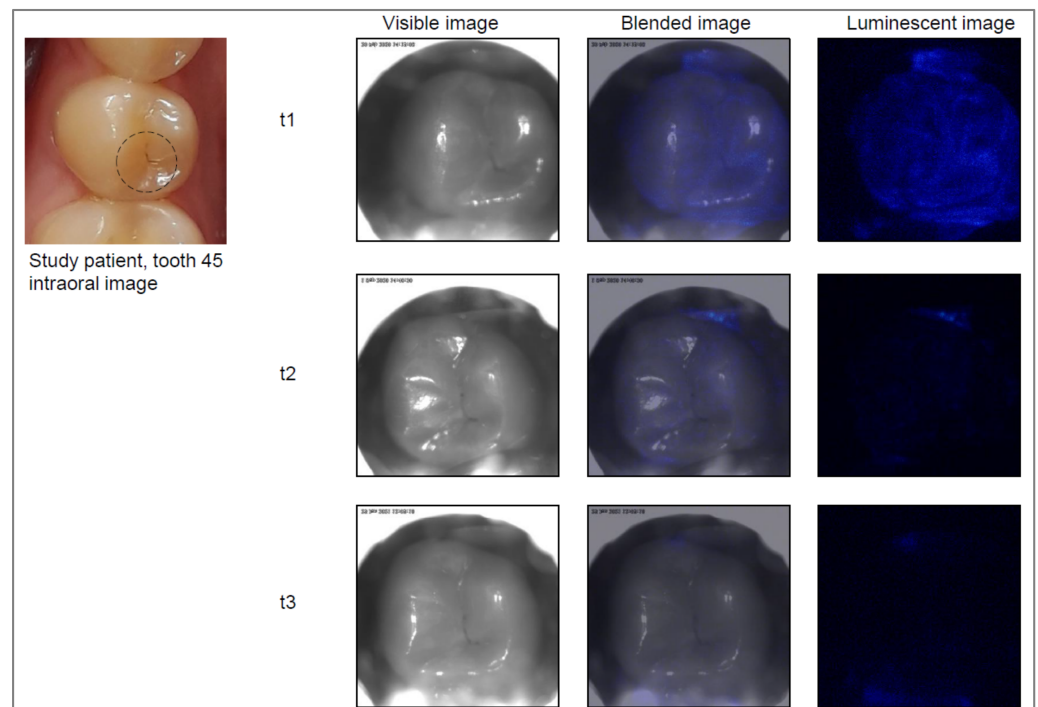 Visible image
Blended image
Luminescent image
t1
Study patient, tooth 45
intraoral image
t2
t3